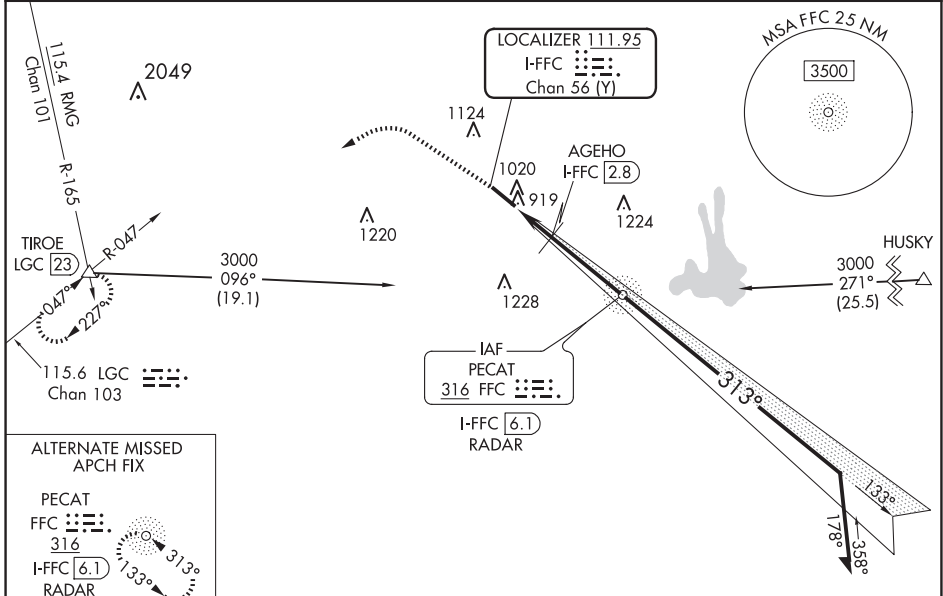 115.4 RMG
Chan 101
R-165
2049
LOCALIZER 111.95
I-FFC
Chan 56 (Y)
MSA FFC 25 NM
3500
1124
1020
919
AGEHO
I-FFC 2.8
1224
1220
1228
TIROE
LGC 23
R-047
047°
227°
3000
096°
(19.1)
HUSKY
3000
271°
(25.5)
115.6 LGC
Chan 103
IAF
PECAT
316 FFC
I-FFC 6.1
RADAR
313°
133°
178°
358°
ALTERNATE MISSED
APCH FIX
PECAT
FFC
316
I-FFC 6.1
RADAR
313°
133°